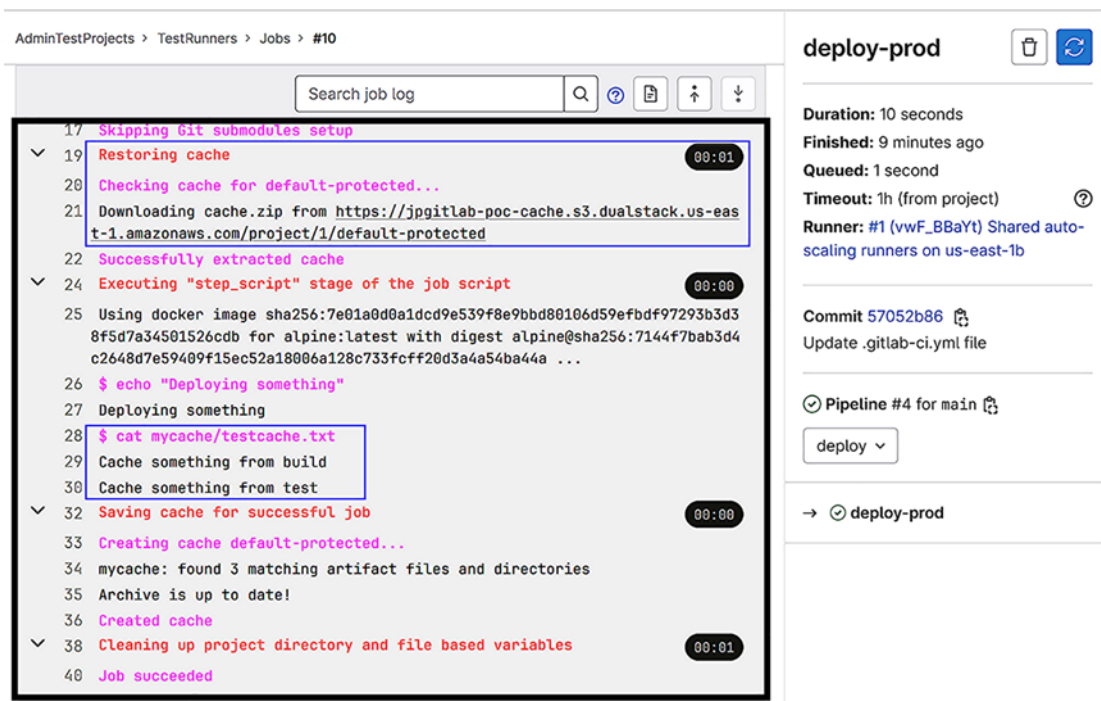 AdminTestProjects > TestRunners > Jobs > #10
Search job log
17 Skipping Git submodules setup
19 Restoring cache 00:01
20 Checking cache for default-protected...
21 Downloading cache.zip from https://jpgitlab-poc-cache.s3.dualstack.us-eas
t-1.amazonaws.com/project/1/default-protected
22 Successfully extracted cache
24 Executing "step_script" stage of the job script 00:00
25 Using docker image sha256:7e01a0d0a1dcd9e539f8e9bbd80106d59efbdf97293b3d3
8f5d7a34501526cdb for alpine:latest with digest alpine@sha256:7144f7bab3d4
c2648d7e59409f15ec52a18006a128c733fcff20d3a4a54ba44a ...
26 $ echo "Deploying something"
27 Deploying something
28 $ cat mycache/testcache.txt
29 Cache something from build
30 Cache something from test
32 Saving cache for successful job 00:00
33 Creating cache default-protected...
34 mycache: found 3 matching artifact files and directories
35 Archive is up to date!
36 Created cache
38 Cleaning up project directory and file based variables 00:01
40 Job succeeded
deploy-prod
Duration: 10 seconds
Finished: 9 minutes ago
Queued: 1 second
Timeout: 1h (from project)
Runner: #1 (vwF_BBaYt) Shared auto-
scaling runners on us-east-1b
Commit 57052b86
Update .gitlab-ci.yml file
Pipeline #4 for main
deploy
→ deploy-prod